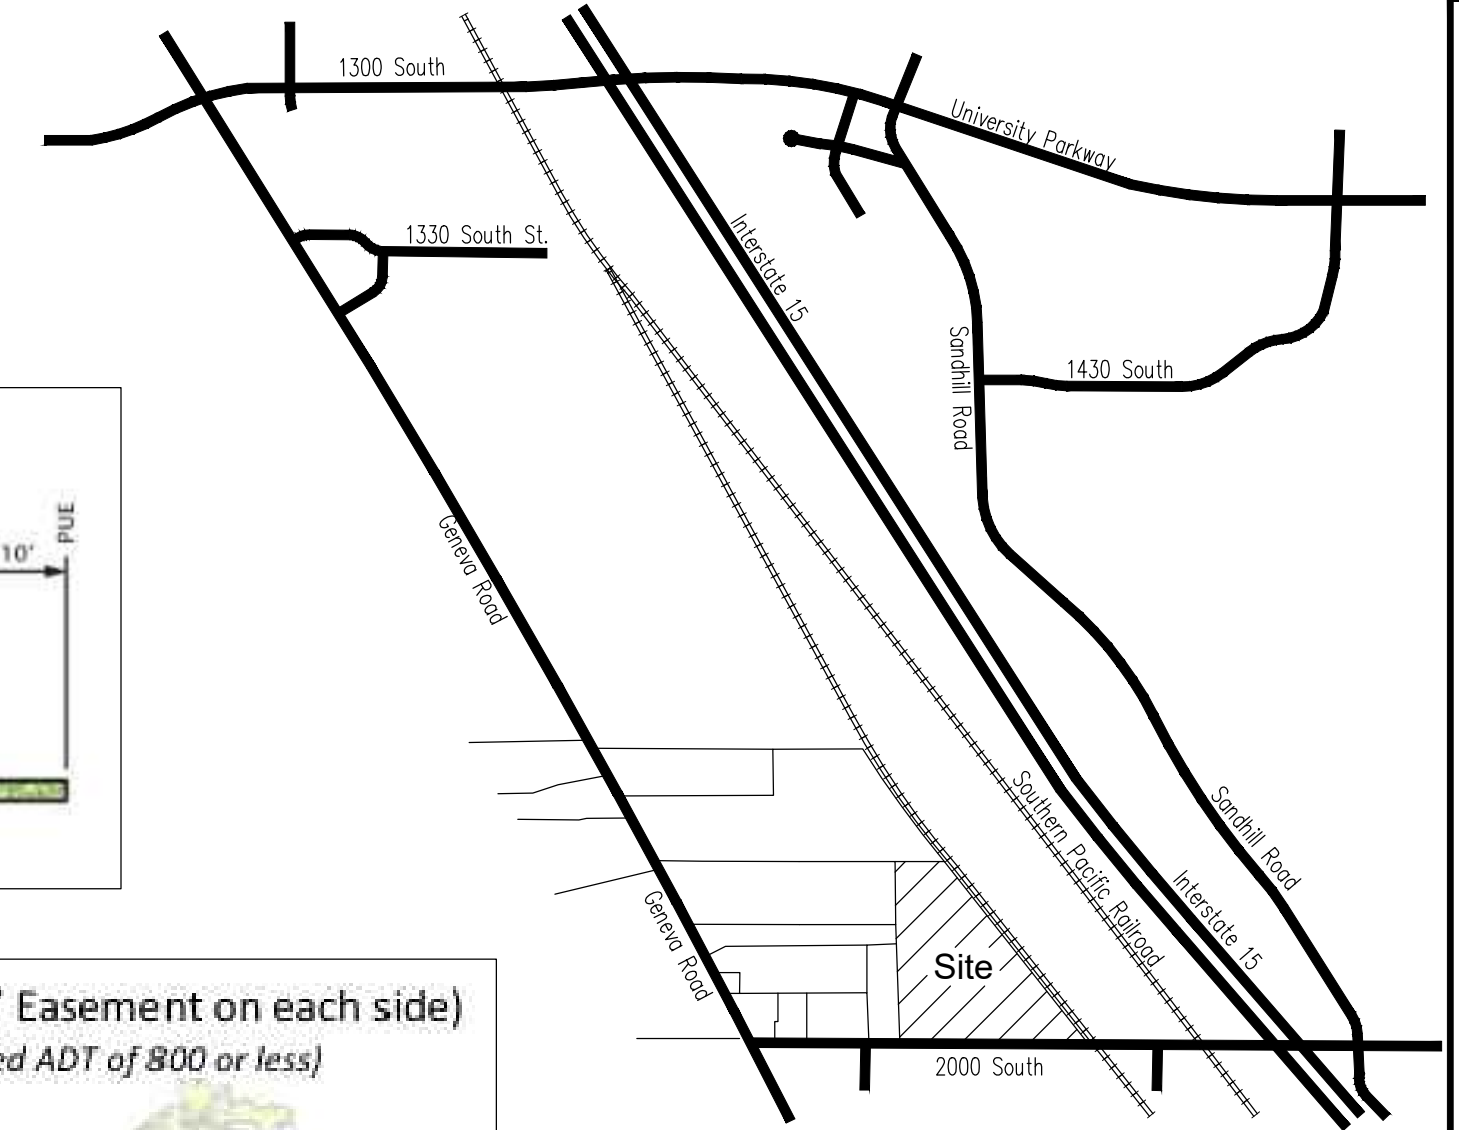 1300 South
University Parkway
1330 South St.
Interstate 15
Sandhill Road
1430 South
PUE
10'
Geneva Road
Southern Pacific Railroad
Sandhill Road
Interstate 15
Geneva Road
Site
' Easement on each side)
ed ADT of 800 or less)
2000 South